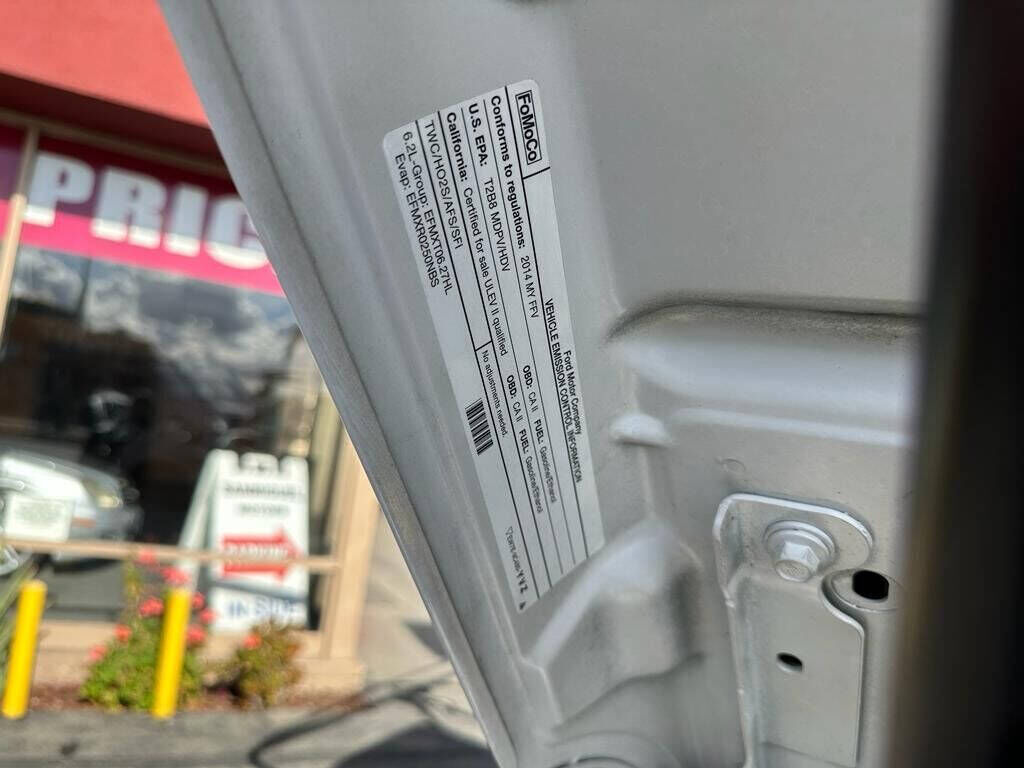 FoMoCo
Ford Motor Company
VEHICLE EMISSION CONTROL INFORMATION
Conforms to regulations: 2014 MY FFV
U.S. EPA: T2B8 MDPV/HDV OBD: CA II FUEL: Gasoline/Ethanol
California: Certified for sale ULEV II qualified OBD: CA II FUEL: Gasoline/Ethanol
TWC/HO2S/AFS/SFI
No adjustments needed.
6.2L-Group: EFMXT06.27HL
Evap: EFMXR0250NBS
PRIC